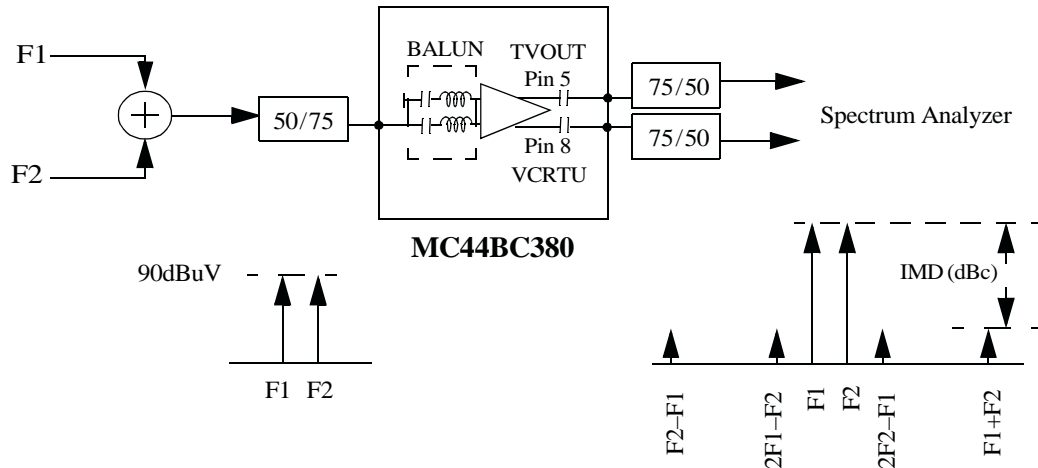 F1
F2
+
50/75
BALUN
TVOUT
Pin 5
Pin 8
VCRTU
75/50
75/50
Spectrum Analyzer
MC44BC380
90dBuV
F1
F2
IMD (dBc)
F2–F1
2F1–F2
F1
F2
2F2–F1
F1+F2